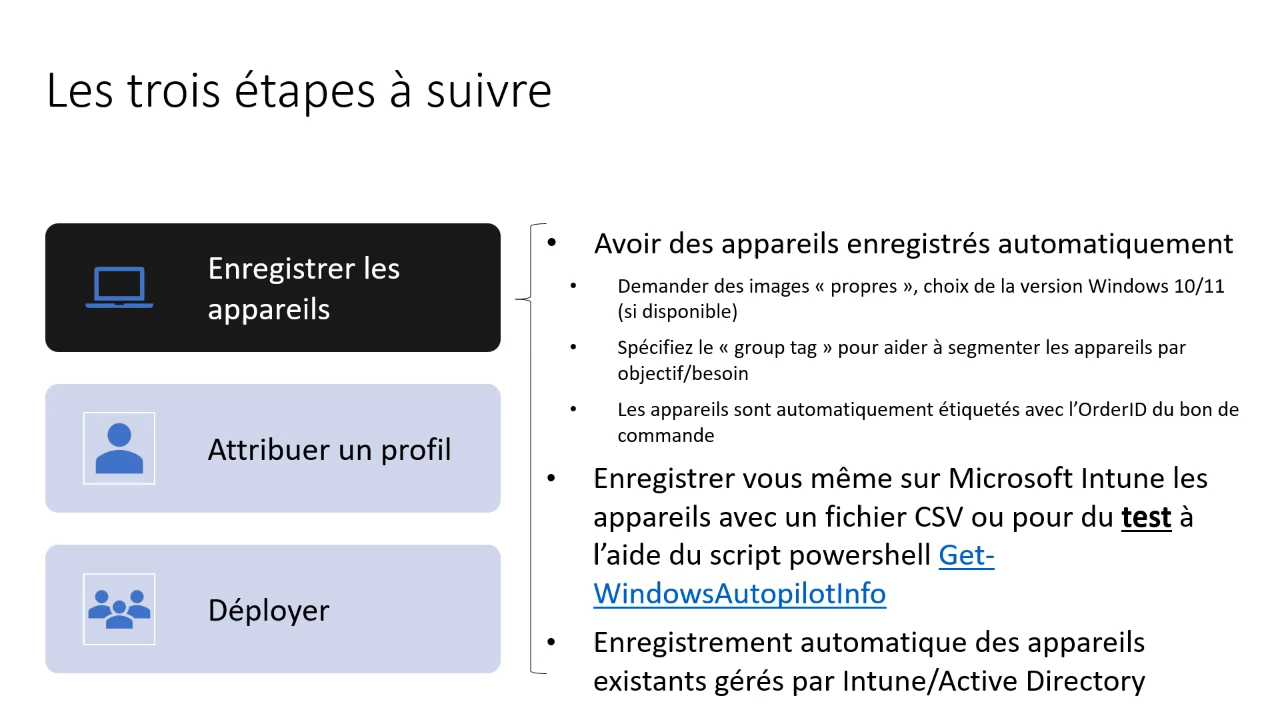 Les trois étapes à suivre
Enregistrer les
appareils
Attribuer un profil
Déployer
• Avoir des appareils enregistrés automatiquement
• Demander des images « propres », choix de la version Windows 10/11
(si disponible)
• Spécifiez le « group tag » pour aider à segmenter les appareils par
objectif/besoin
• Les appareils sont automatiquement étiquetés avec l’OrderID du bon de
commande
• Enregistrer vous même sur Microsoft Intune les
appareils avec un fichier CSV ou pour du test à
l’aide du script powershell Get-
WindowsAutopilotInfo
• Enregistrement automatique des appareils
existants gérés par Intune/Active Directory